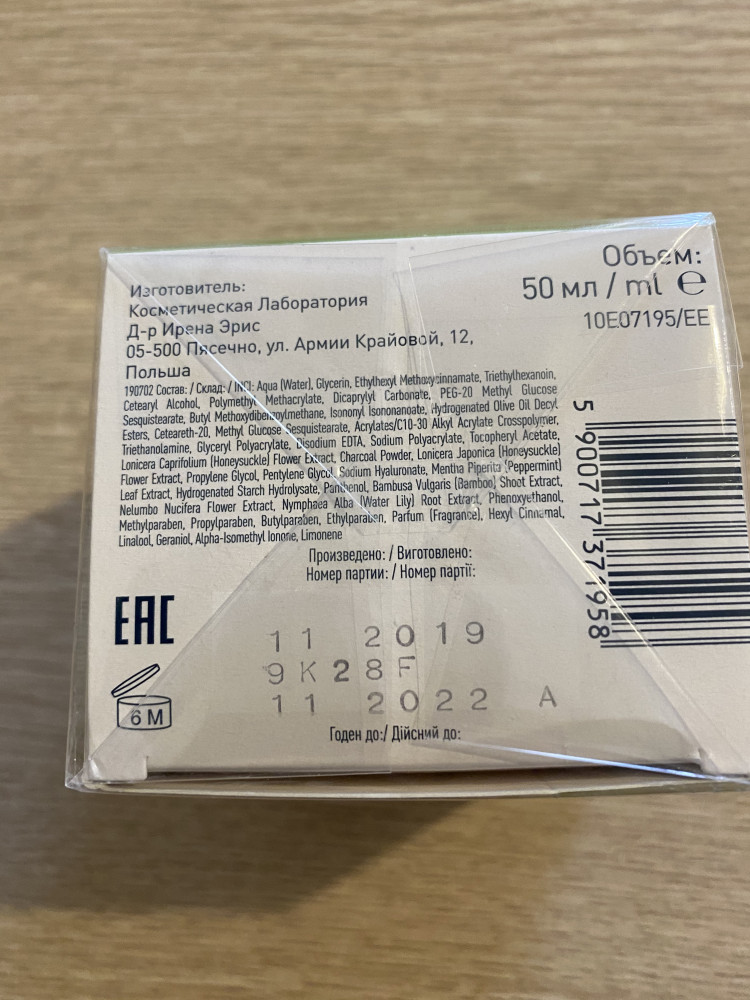 Изготовитель:
Косметическая Лаборатория
Д-р Ирена Эрис
05-500 Пясечно, ул. Армии Крайовой, 12,
Польша
Объем:
50 мл / ml ℮
10E07195/EE
190702 Состав: / Склад: / INCI: Aqua (Water), Glycerin, Ethylhexyl Methoxycinnamate, Triethylhexanoin,
Cetearyl Alcohol, Polymethyl Methacrylate, Dicaprylyl Carbonate, PEG-20 Methyl Glucose
Sesquistearate, Butyl Methoxydibenzoylmethane, Isononyl Isononanoate, Hydrogenated Olive Oil Decyl
Esters, Ceteareth-20, Methyl Glucose Sesquistearate, Acrylates/C10-30 Alkyl Acrylate Crosspolymer,
Triethanolamine, Glyceryl Polyacrylate, Disodium EDTA, Sodium Polyacrylate, Tocopheryl Acetate,
Lonicera Caprifolium (Honeysuckle) Flower Extract, Charcoal Powder, Lonicera Japonica (Honeysuckle)
Flower Extract, Propylene Glycol, Pentylene Glycol, Sodium Hyaluronate, Mentha Piperita (Peppermint)
Leaf Extract, Hydrogenated Starch Hydrolysate, Panthenol, Bambusa Vulgaris (Bamboo) Shoot Extract,
Nelumbo Nucifera Flower Extract, Nymphaea Alba (Water Lily) Root Extract, Phenoxyethanol,
Methylparaben, Propylparaben, Butylparaben, Ethylparaben, Parfum (Fragrance), Hexyl Cinnamal,
Linalool, Geraniol, Alpha-Isomethyl Ionone, Limonene
5 900717 371958
Произведено: / Виготовлено:
Номер партии: / Номер партії:
EAC
11 2019
9K28F
11 2022 A
6 M
Годен до:/ Дійсний до: